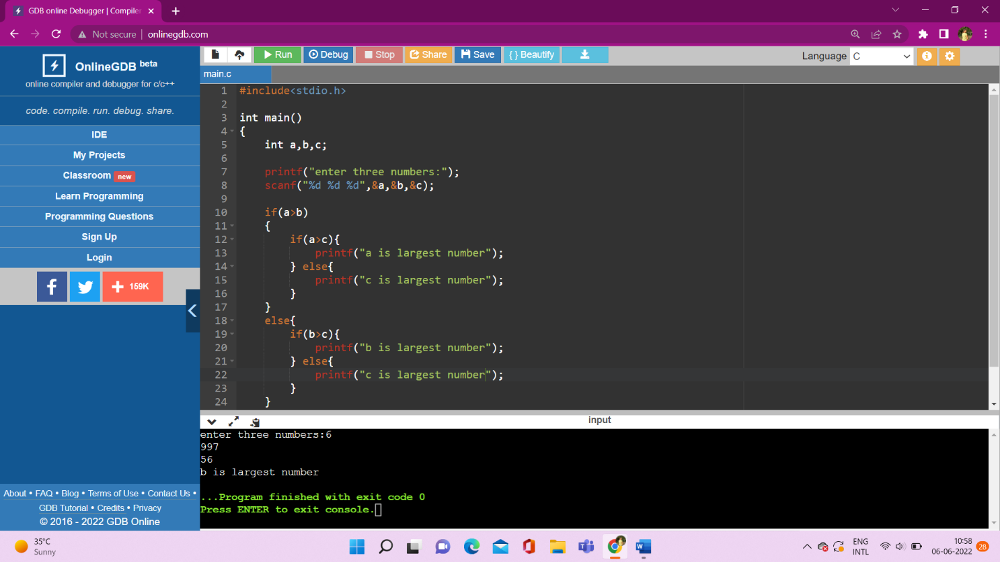 GDB online Debugger | Compiler
Not secure | onlinegdb.com
OnlineGDB beta
online compiler and debugger for c/c++
code. compile. run. debug. share.
IDE
My Projects
Classroom new
Learn Programming
Programming Questions
Sign Up
Login
f
159K
About • FAQ • Blog • Terms of Use • Contact Us •
GDB Tutorial • Credits • Privacy
© 2016 - 2022 GDB Online
Run
Debug
Stop
Share
Save
{ } Beautify
Language C
main.c
1 #include<stdio.h>
2
3 int main()
4 {
5 int a,b,c;
6
7 printf("enter three numbers:");
8 scanf("%d %d %d",&a,&b,&c);
9
10 if(a>b)
11 {
12 if(a>c){
13 printf("a is largest number");
14 } else{
15 printf("c is largest number");
16 }
17 }
18 else{
19 if(b>c){
20 printf("b is largest number");
21 } else{
22 printf("c is largest number");
23 }
24 }
input
enter three numbers:6
997
56
b is largest number
...Program finished with exit code 0
Press ENTER to exit console.
35°C
Sunny
ENG
INTL
10:58
06-06-2022
28